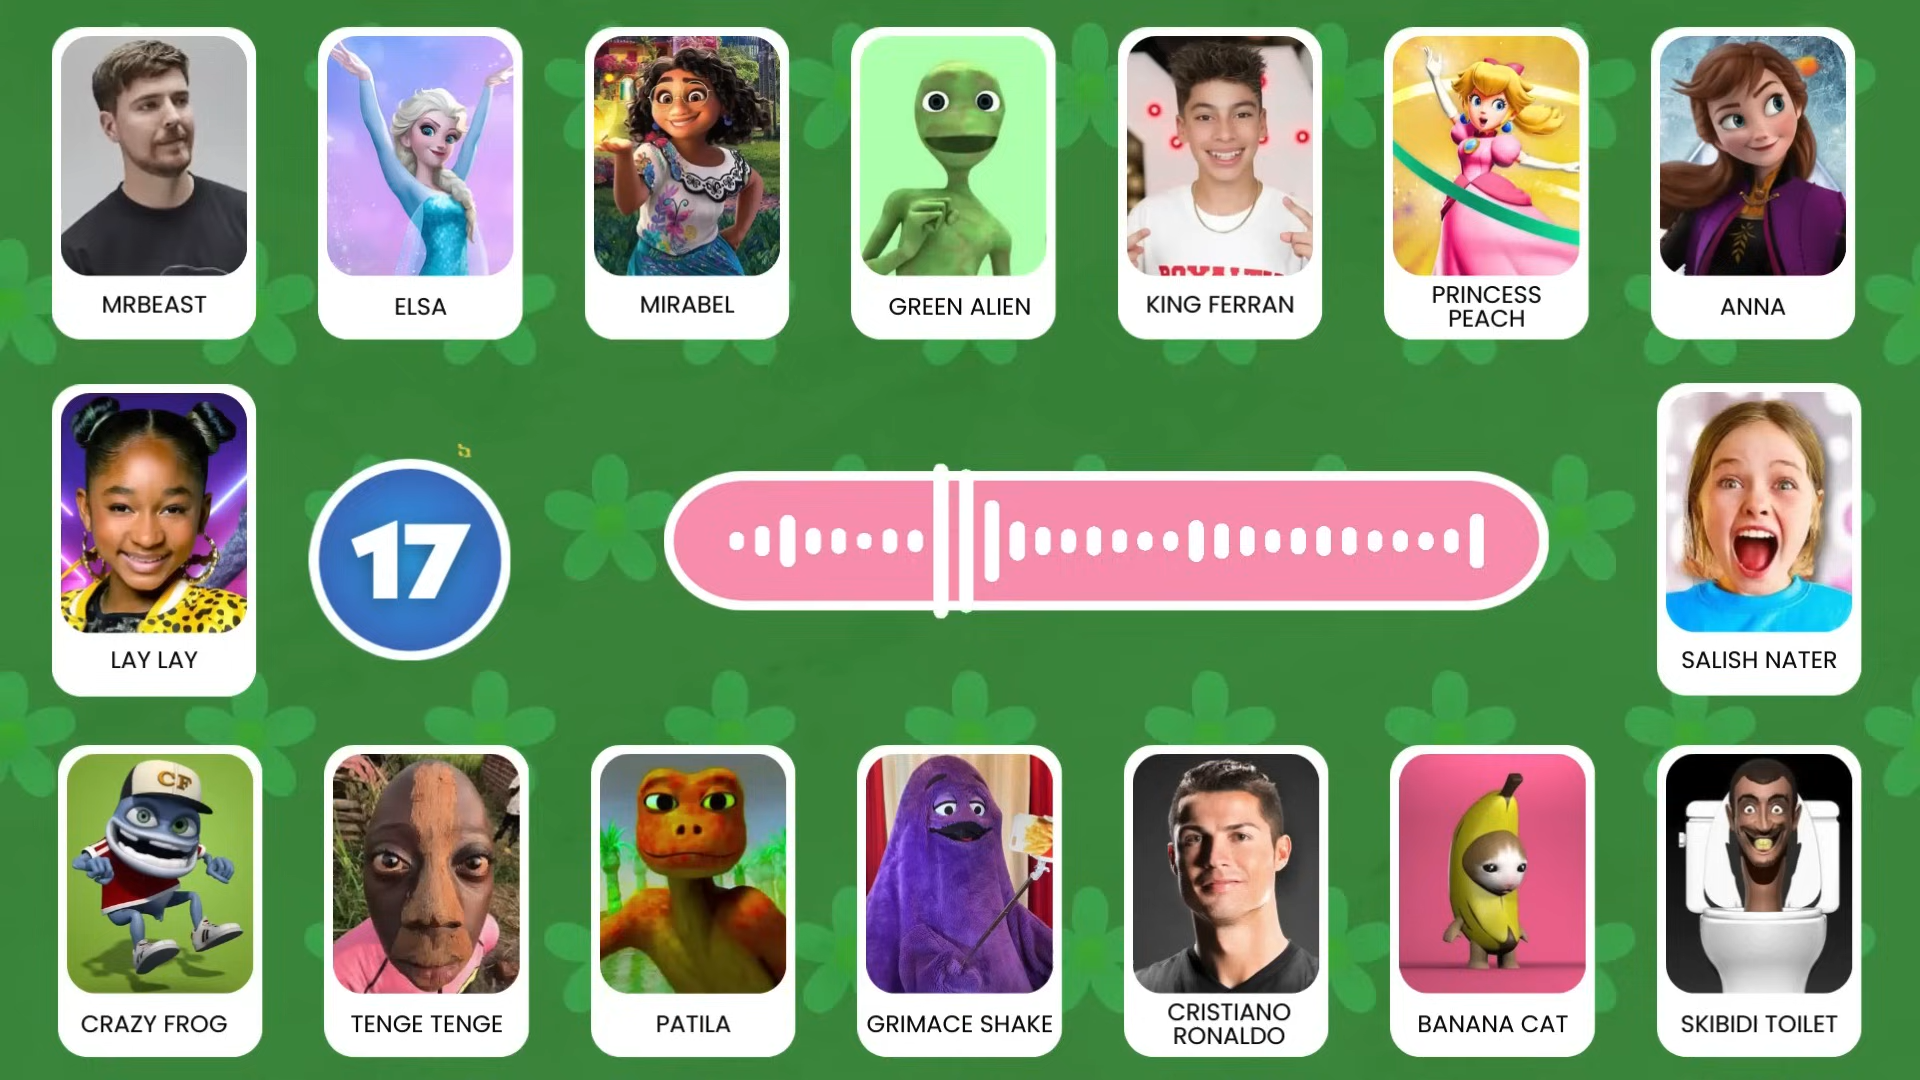 MRBEAST
ELSA
MIRABEL
GREEN ALIEN
KING FERRAN
PRINCESS
PEACH
ANNA
LAY LAY
5
17
SALISH NATER
CF
CRAZY FROG
TENGE TENGE
PATILA
GRIMACE SHAKE
CRISTIANO
RONALDO
BANANA CAT
SKIBIDI TOILET